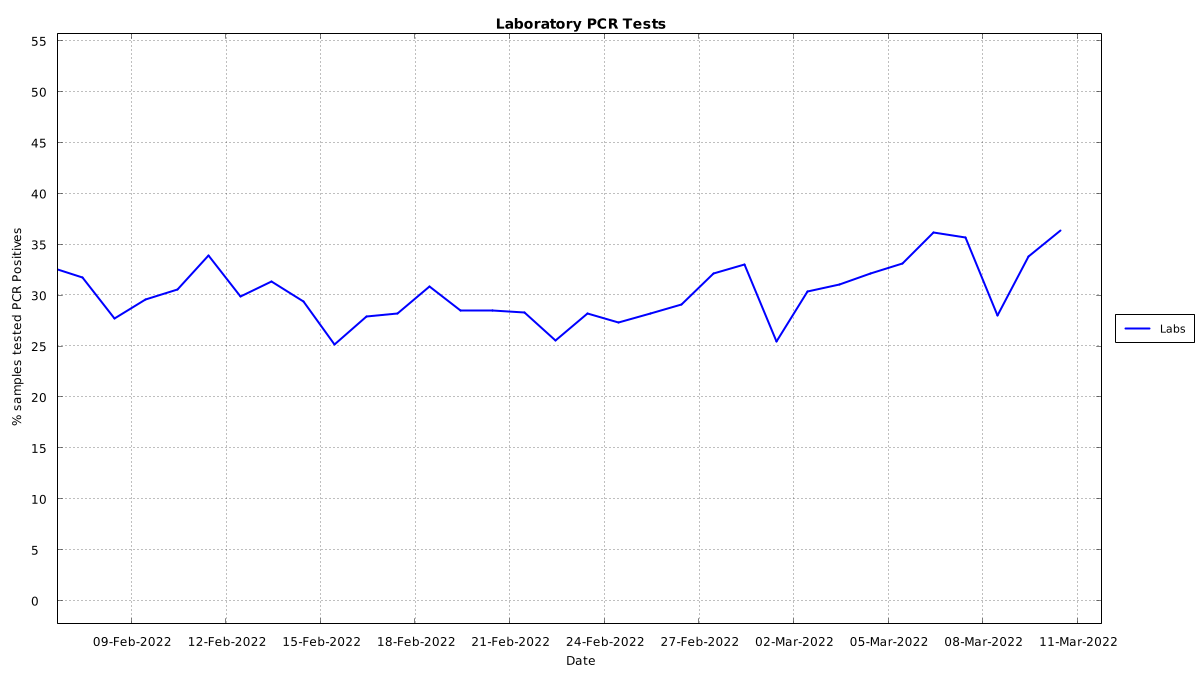 Laboratory PCR Tests
55
50
45
40
35
30
25
20
15
10
5
0
% samples tested PCR Positives
09-Feb-2022 12-Feb-2022 15-Feb-2022 18-Feb-2022 21-Feb-2022 24-Feb-2022 27-Feb-2022 02-Mar-2022 05-Mar-2022 08-Mar-2022 11-Mar-2022
Date
Labs